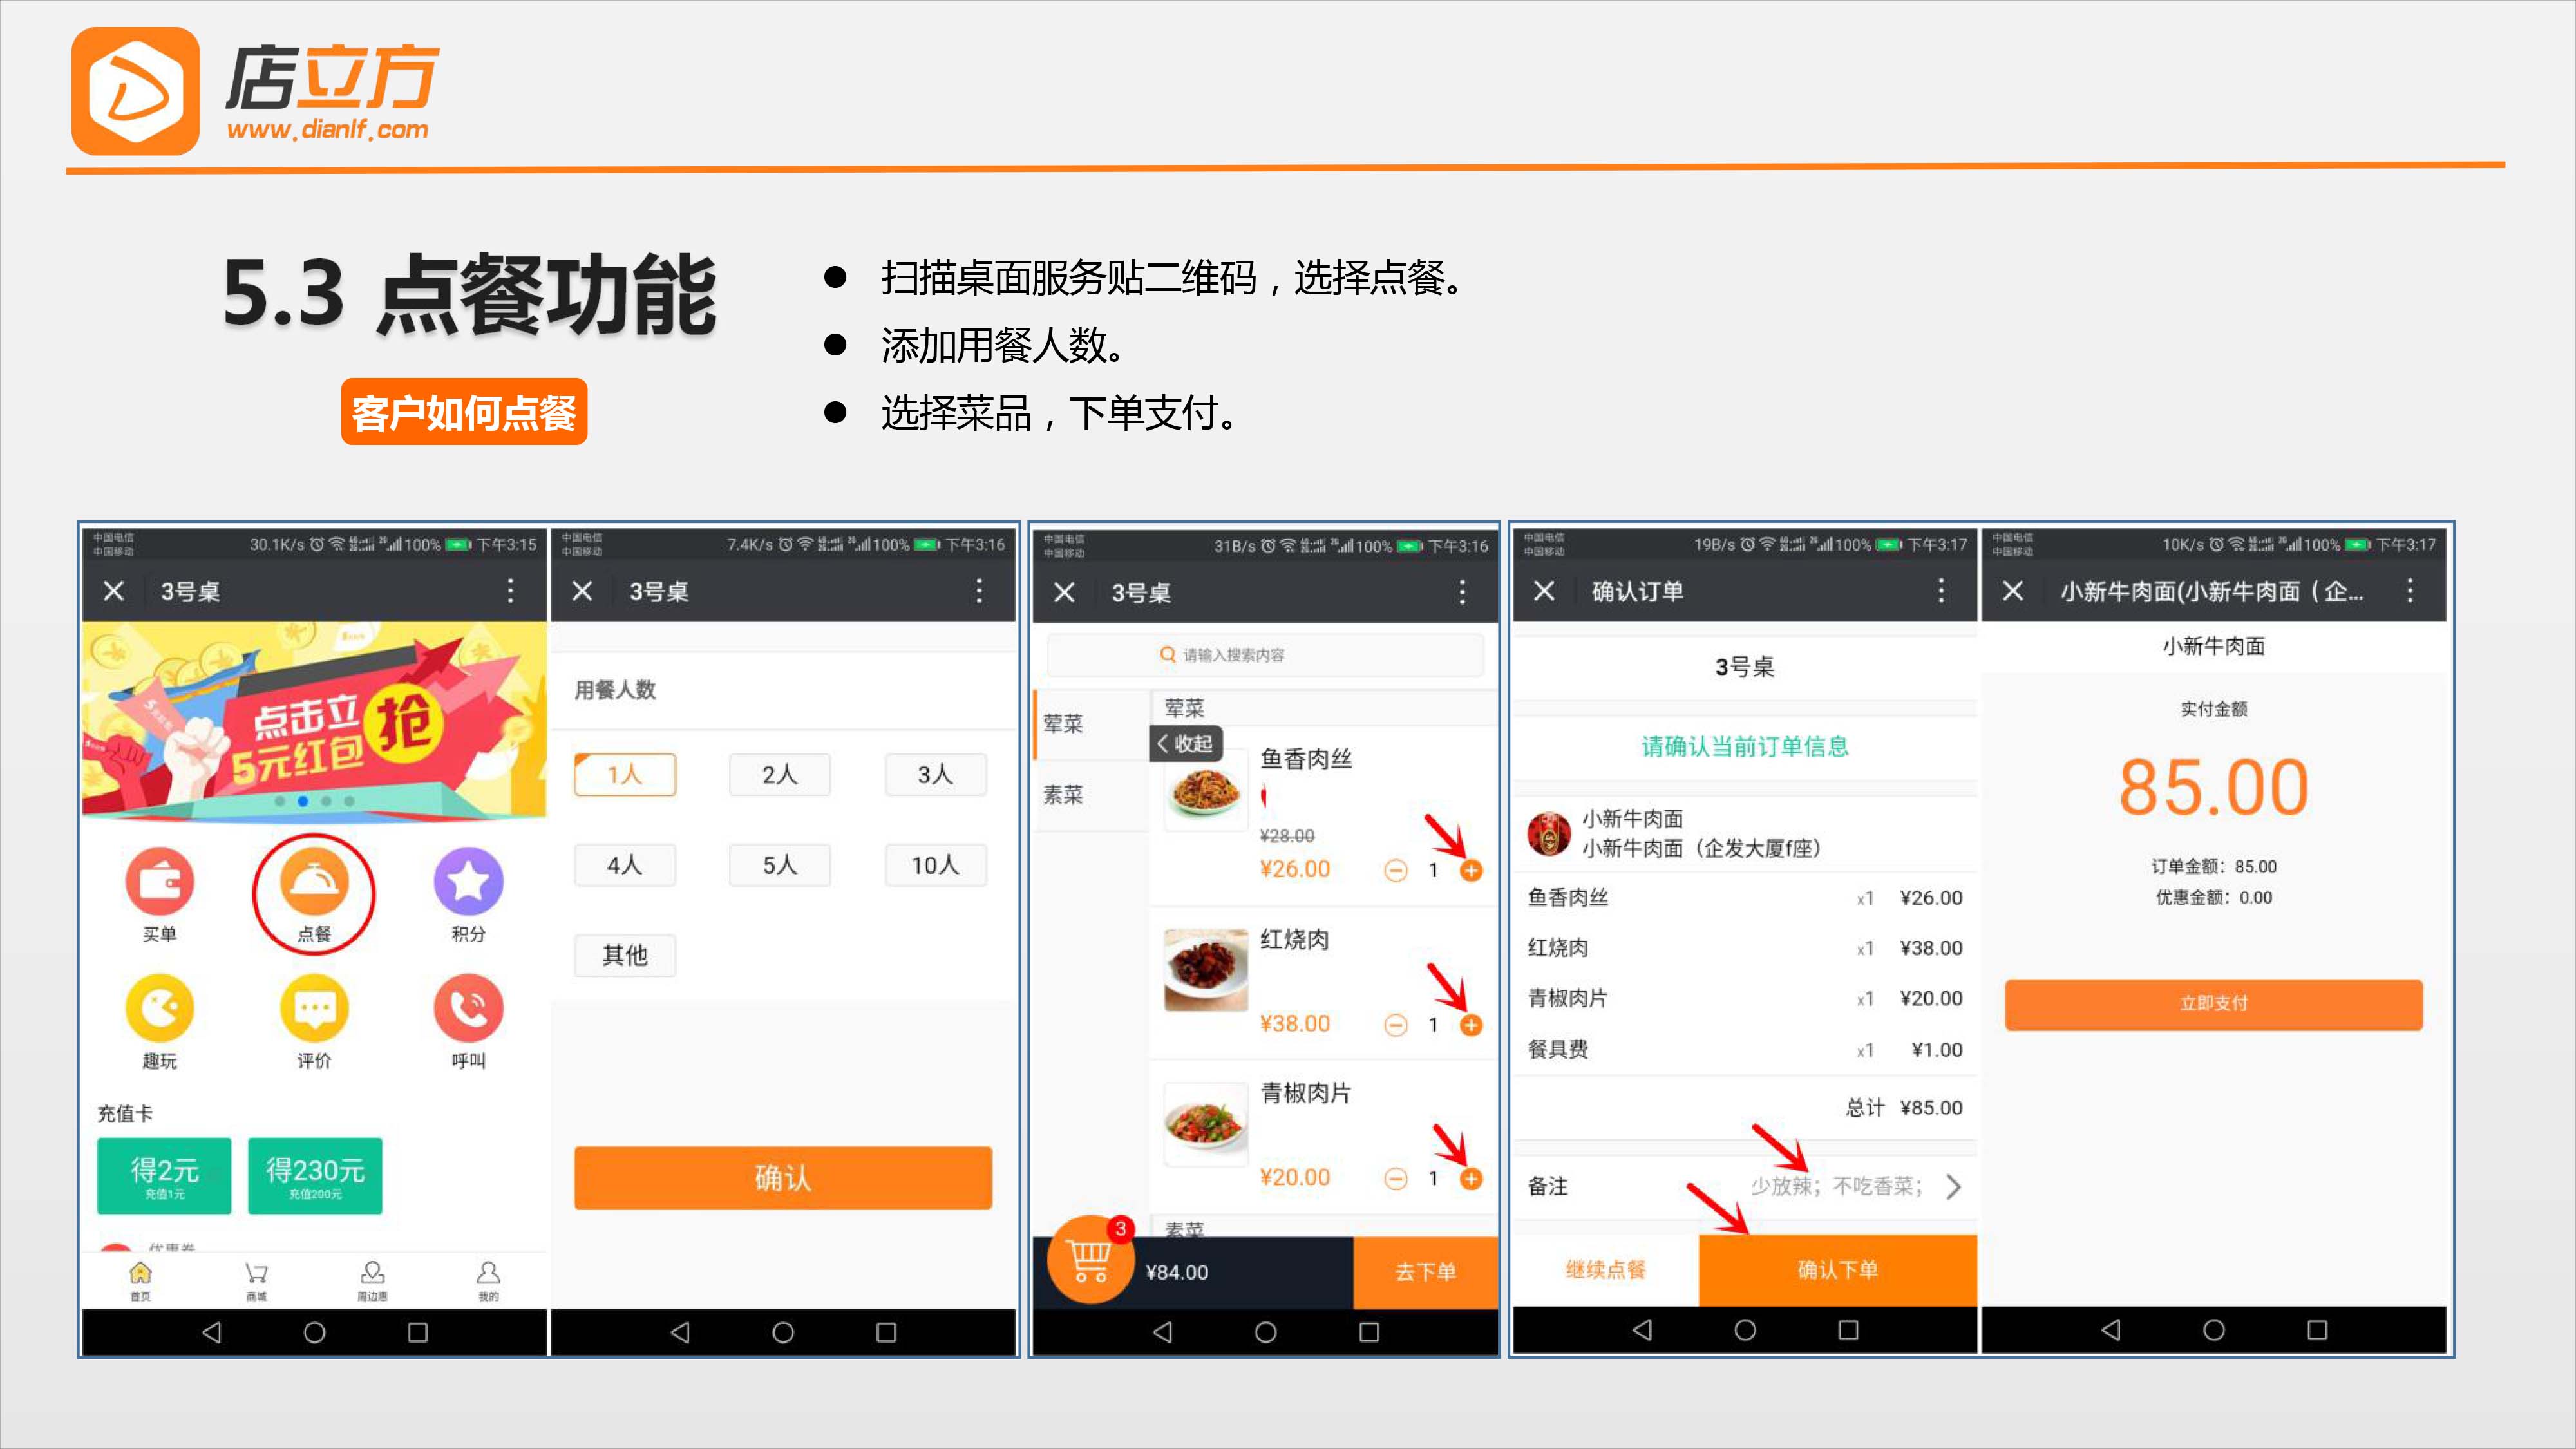 店立方
www.dianlf.com
5.3 点餐功能
客户如何点餐
● 扫描桌面服务贴二维码，选择点餐。
● 添加用餐人数。
● 选择菜品，下单支付。
中国电信
中国移动
30.1K/s 100% 下午3:15
3号桌
点击立抢
5元红包
买单 点餐 积分
趣玩 评价 呼叫
充值卡
得2元 得230元
充值1元 充值200元
优惠券
首页 商城 周边惠 我的
中国电信
中国移动
7.4K/s 100% 下午3:16
3号桌
用餐人数
1人 2人 3人
4人 5人 10人
其他
确认
中国电信
中国移动
31B/s 100% 下午3:16
3号桌
请输入搜索内容
荤菜
素菜
荤菜
收起
鱼香肉丝
¥28.00
¥26.00 1
红烧肉
¥38.00 1
青椒肉片
¥20.00 1
素菜
3
¥84.00 去下单
中国电信
中国移动
19B/s 100% 下午3:17
确认订单
3号桌
请确认当前订单信息
小新牛肉面
小新牛肉面（企发大厦f座）
鱼香肉丝 x1 ¥26.00
红烧肉 x1 ¥38.00
青椒肉片 x1 ¥20.00
餐具费 x1 ¥1.00
总计 ¥85.00
备注 少放辣；不吃香菜；
继续点餐 确认下单
中国电信
中国移动
10K/s 100% 下午3:17
小新牛肉面(小新牛肉面（企...
小新牛肉面
实付金额
85.00
订单金额：85.00
优惠金额：0.00
立即支付